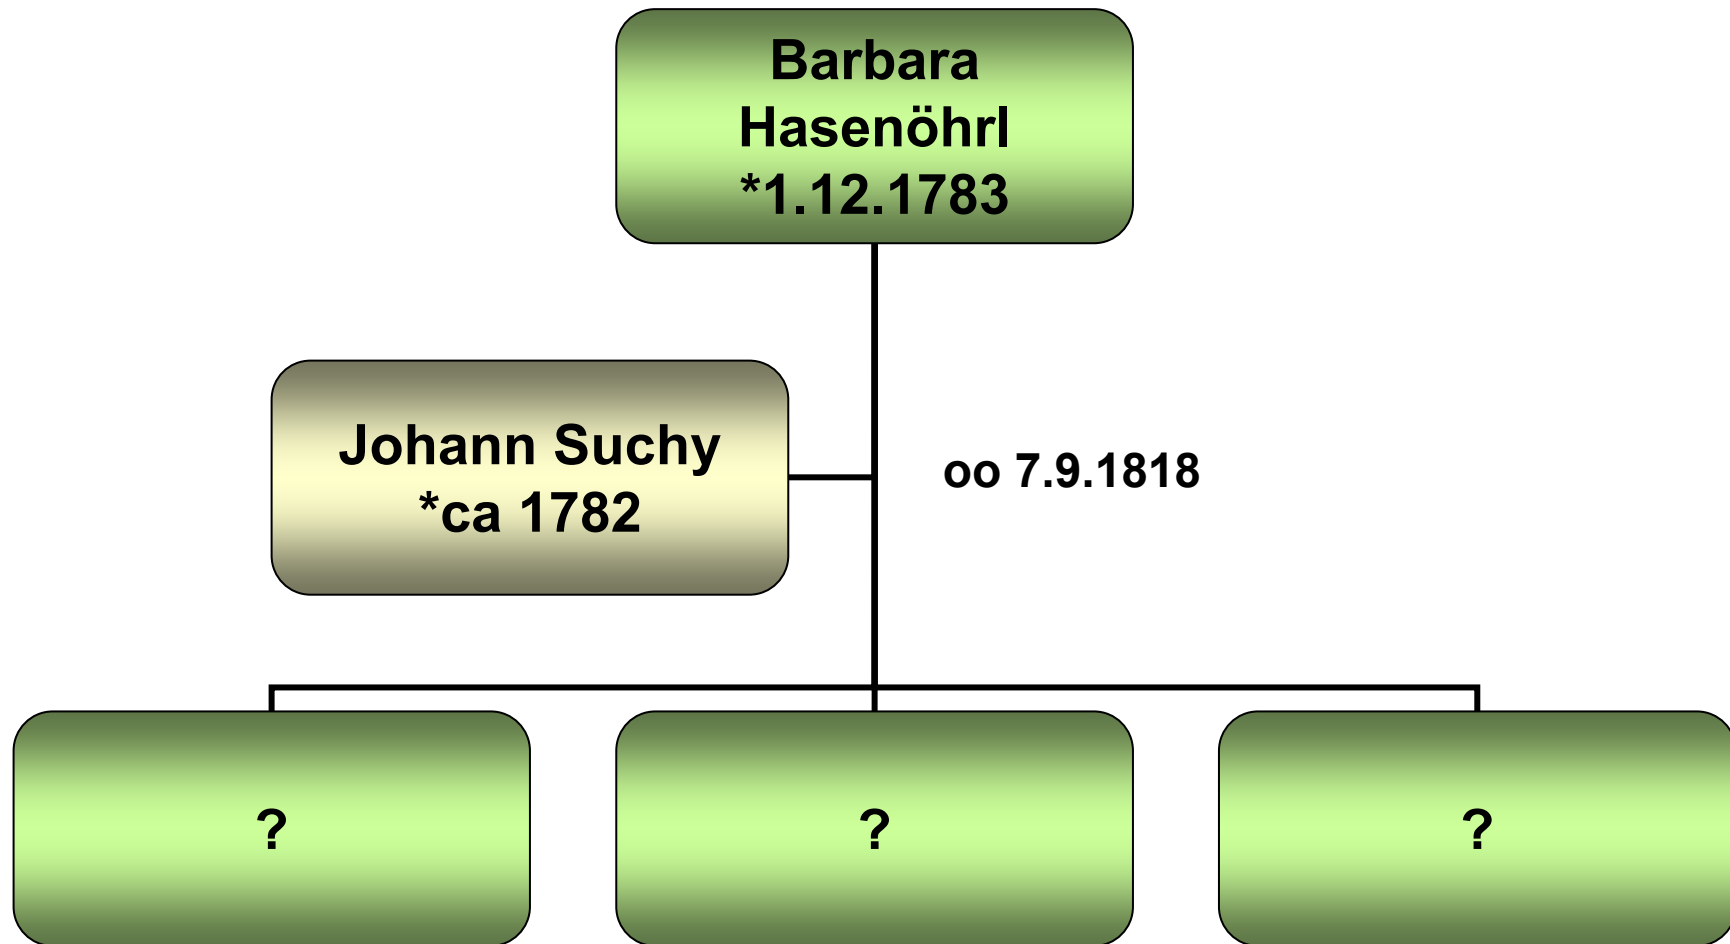 Barbara
Hasenöhrl
*1.12.1783
Johann Suchy
*ca 1782
oo 7.9.1818
?
?
?